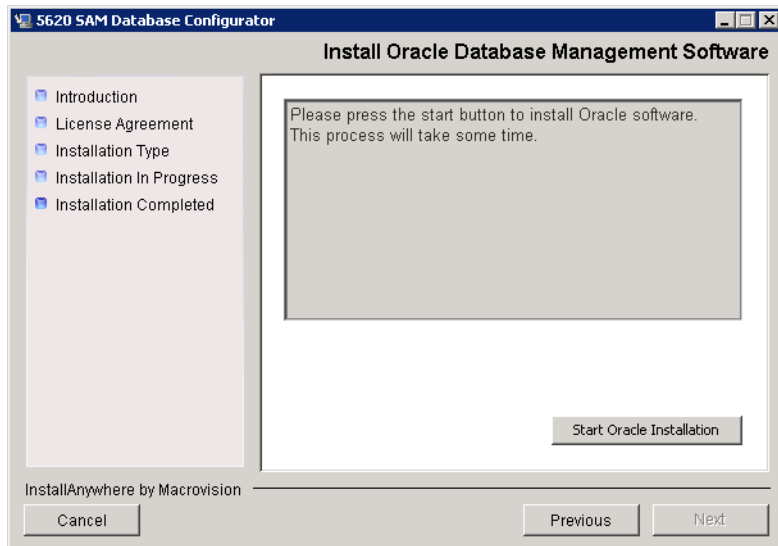 5620 SAM Database Configurator
Install Oracle Database Management Software
Introduction
License Agreement
Installation Type
Installation In Progress
Installation Completed
Please press the start button to install Oracle software.
This process will take some time.
Start Oracle Installation
InstallAnywhere by Macrovision
Cancel
Previous
Next